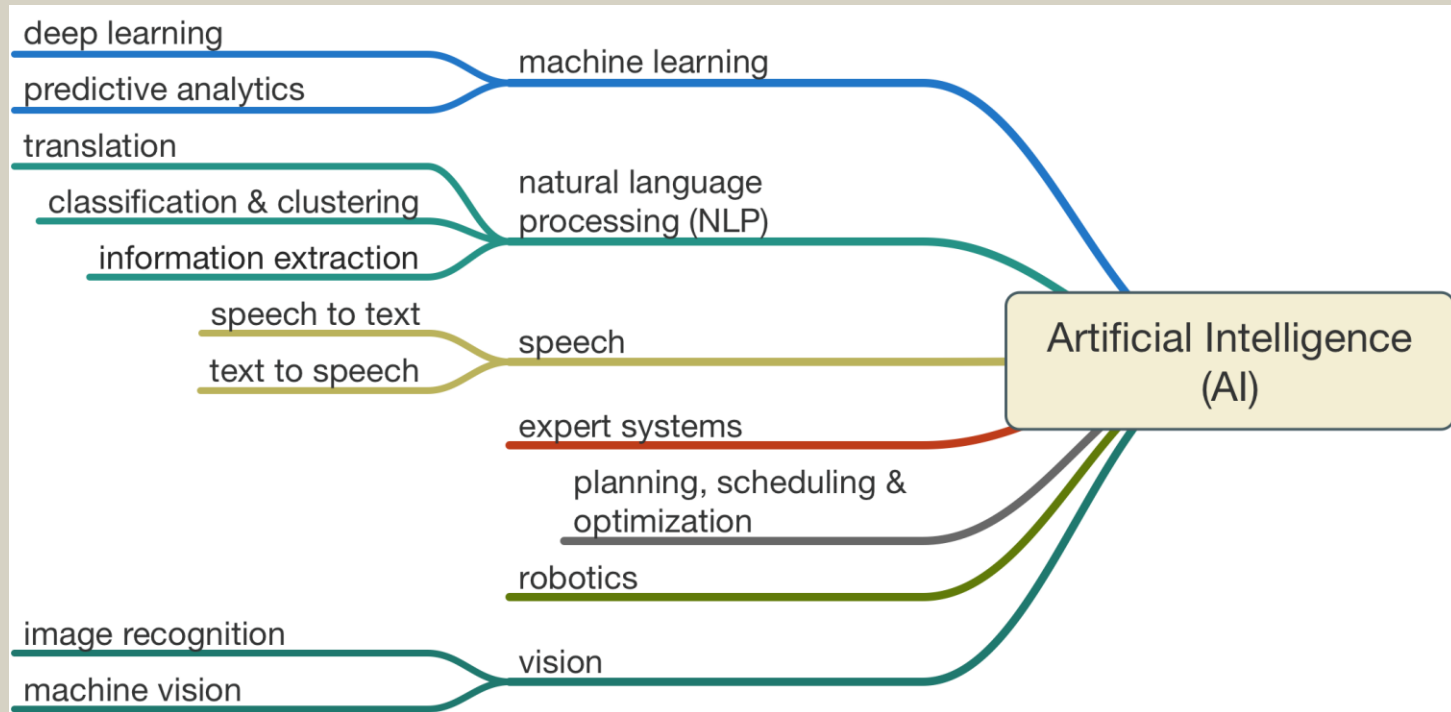 deep learning
predictive analytics
machine learning
translation
classification & clustering
information extraction
natural language
processing (NLP)
speech to text
text to speech
speech
expert systems
planning, scheduling &
optimization
robotics
image recognition
machine vision
vision
Artificial Intelligence
(AI)